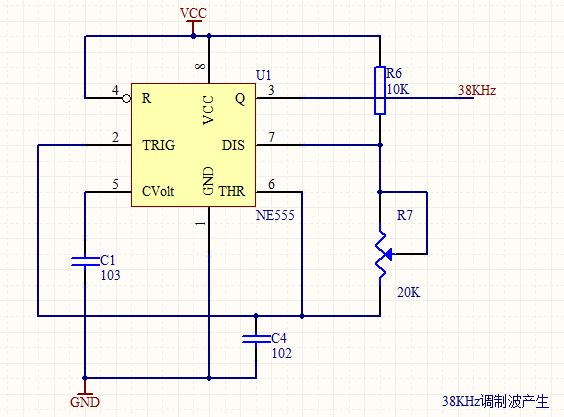 VCC
8
U1
R6
10K
4
R
VCC
Q
3
38KHz
2
TRIG
DIS
7
5
CVolt
GND
THR
6
1
NE555
R7
C1
103
20K
C4
102
GND
38KHz调制波产生